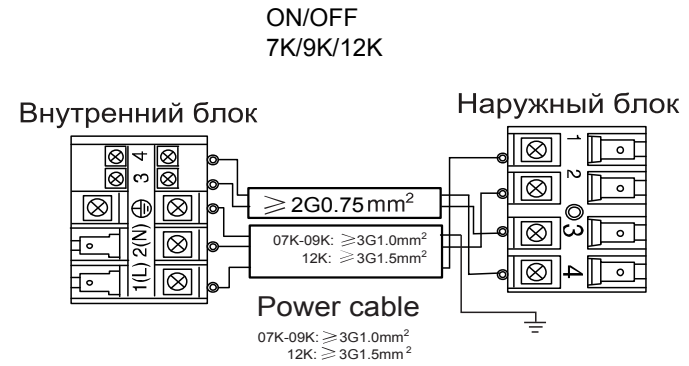 ON/OFF
7K/9K/12K
Внутренний блок
Наружный блок
4
3
2(N)
1(L)
≥ 2G0.75mm²
07K-09K: ≥3G1.0mm²
12K: ≥3G1.5mm²
1
2
3
4
Power cable
07K-09K: ≥3G1.0mm²
12K: ≥3G1.5mm²